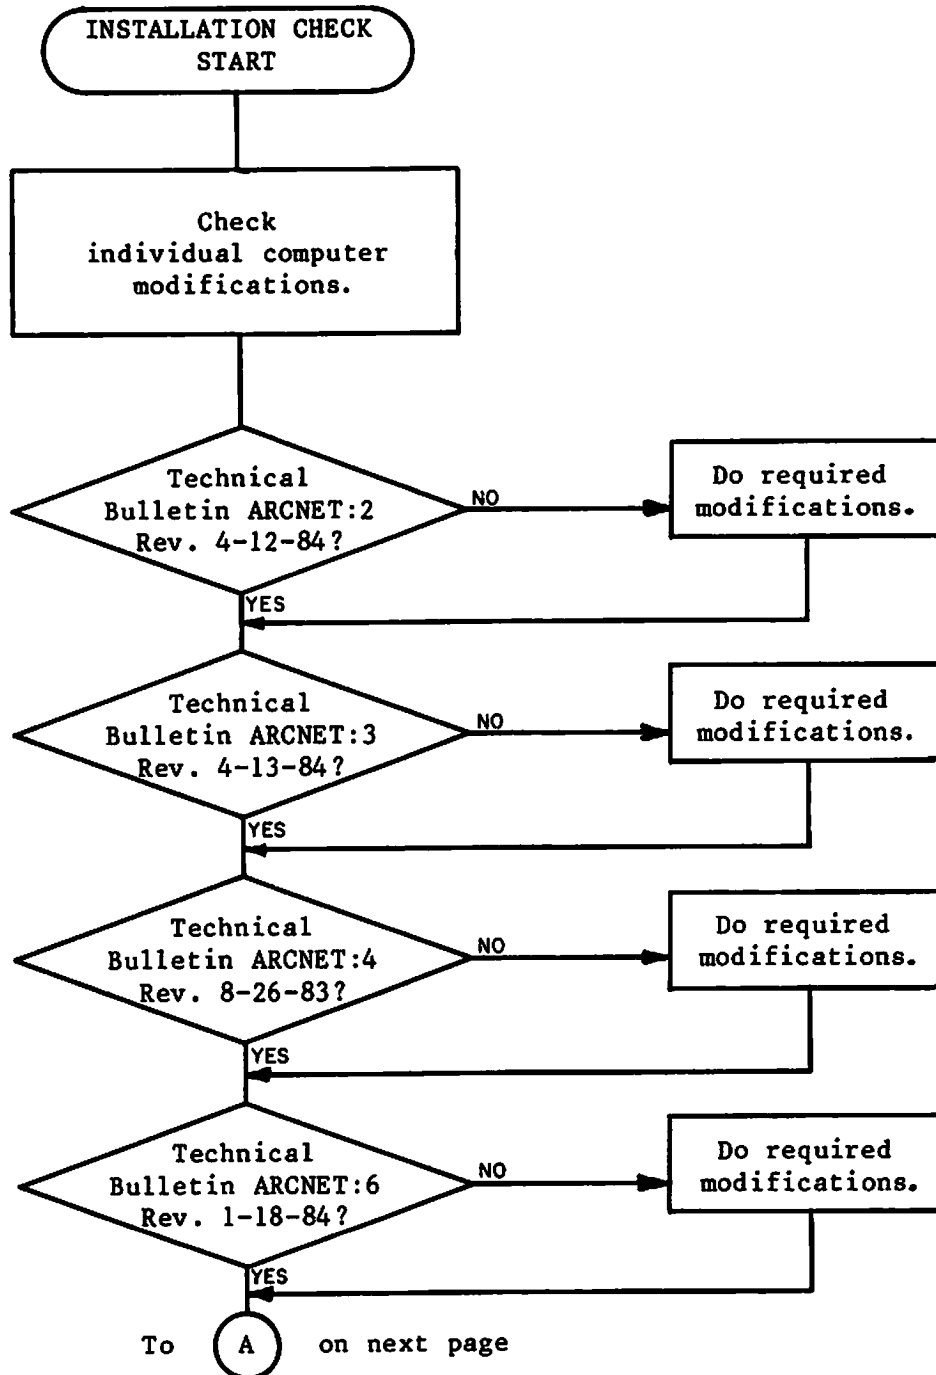 INSTALLATION CHECK
START
Check
individual computer
modifications.
Technical
Bulletin ARCNET:2
Rev. 4-12-84?
NO
Do required
modifications.
YES
Technical
Bulletin ARCNET:3
Rev. 4-13-84?
NO
Do required
modifications.
YES
Technical
Bulletin ARCNET:4
Rev. 8-26-83?
NO
Do required
modifications.
YES
Technical
Bulletin ARCNET:6
Rev. 1-18-84?
NO
Do required
modifications.
YES
To A on next page